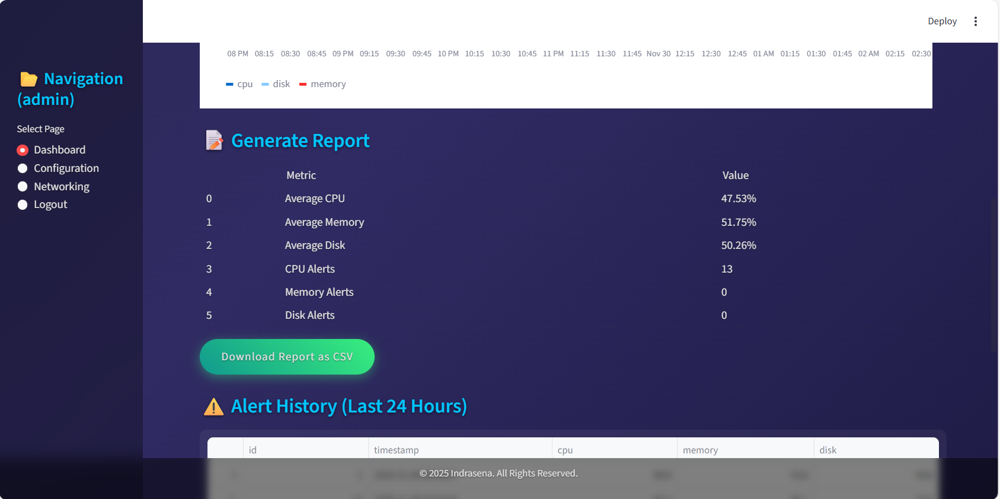 Deploy
Navigation
(admin)
Select Page
Dashboard
Configuration
Networking
Logout
08 PM 08:15 08:30 08:45 09 PM 09:15 09:30 09:45 10 PM 10:15 10:30 10:45 11 PM 11:15 11:30 11:45 Nov 30 12:15 12:30 12:45 01 AM 01:15 01:30 01:45 02 AM 02:15 02:30
cpu disk memory
Generate Report
Metric Value
0 Average CPU 47.53%
1 Average Memory 51.75%
2 Average Disk 50.26%
3 CPU Alerts 13
4 Memory Alerts 0
5 Disk Alerts 0
Download Report as CSV
Alert History (Last 24 Hours)
id timestamp cpu memory disk
© 2025 Indrasena. All Rights Reserved.